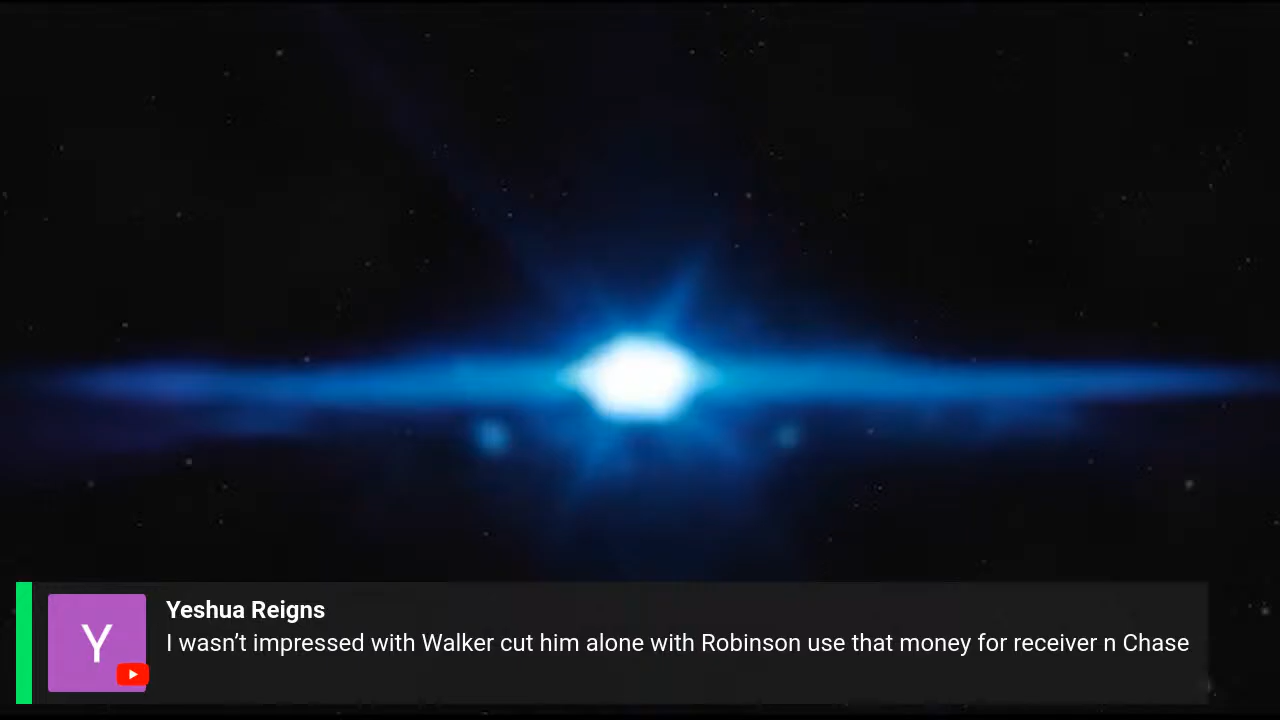 Yeshua Reigns
I wasn’t impressed with Walker cut him alone with Robinson use that money for receiver n Chase
Y